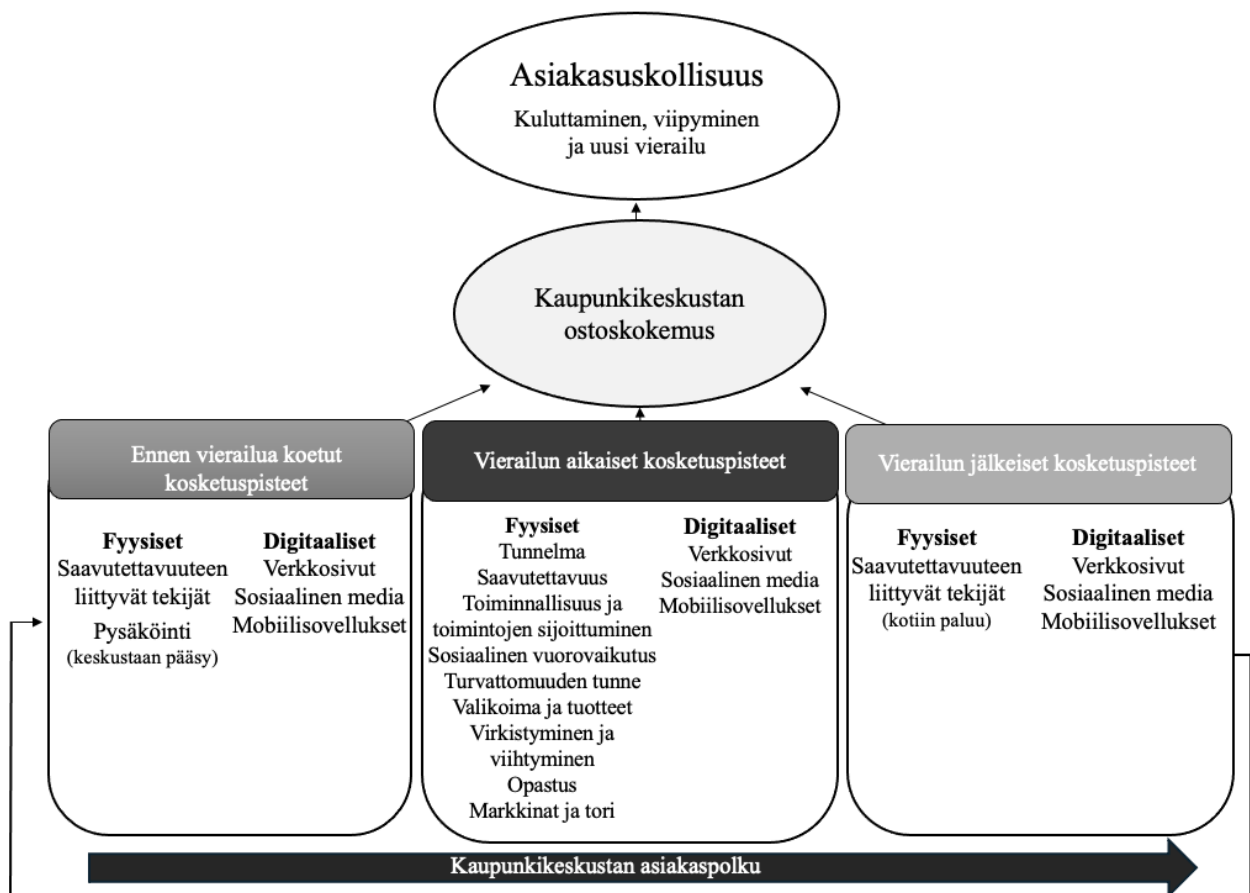 Asiakasuskollisuus
Kuluttaminen, viipyminen
ja uusi vierailu
Kaupunkikeskustan
ostoskokemus
Ennen vierailua koetut
kosketuspisteet
Fyysiset
Saavutettavuuteen
liittyvät tekijät
Pysäköinti
(keskustaan pääsy)
Digitaaliset
Verkkosivut
Sosiaalinen media
Mobiilisovellukset
Vierailun aikaiset kosketuspisteet
Fyysiset
Tunnelma
Saavutettavuus
Toiminnallisuus ja
toimintojen sijoittuminen
Sosiaalinen vuorovaikutus
Turvattomuuden tunne
Valikoima ja tuotteet
Virkistyminen ja
viihtyminen
Opastus
Markkinat ja tori
Digitaaliset
Verkkosivut
Sosiaalinen media
Mobiilisovellukset
Vierailun jälkeiset kosketuspisteet
Fyysiset
Saavutettavuuteen
liittyvät tekijät
(kotiin paluu)
Digitaaliset
Verkkosivut
Sosiaalinen media
Mobiilisovellukset
Kaupunkikeskustan asiakaspolku